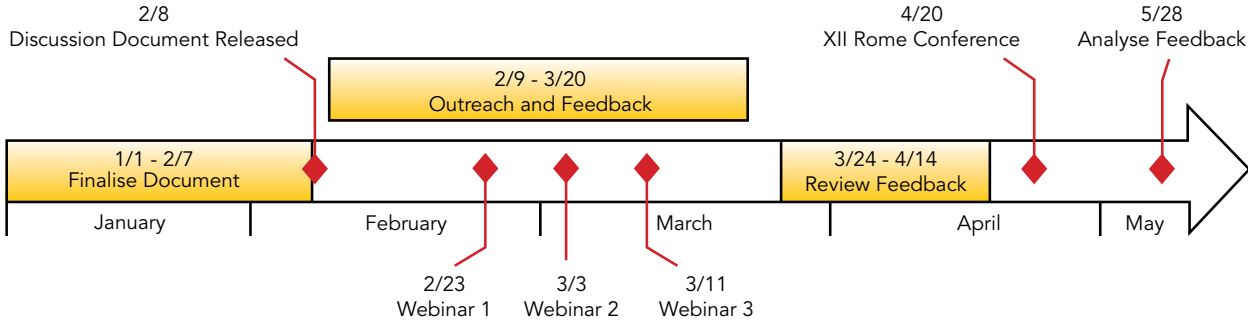 2/8
Discussion Document Released
4/20
XII Rome Conference
5/28
Analyse Feedback
2/9 - 3/20
Outreach and Feedback
1/1 - 2/7
Finalise Document
3/24 - 4/14
Review Feedback
January
February
March
April
May
2/23
Webinar 1
3/3
Webinar 2
3/11
Webinar 3